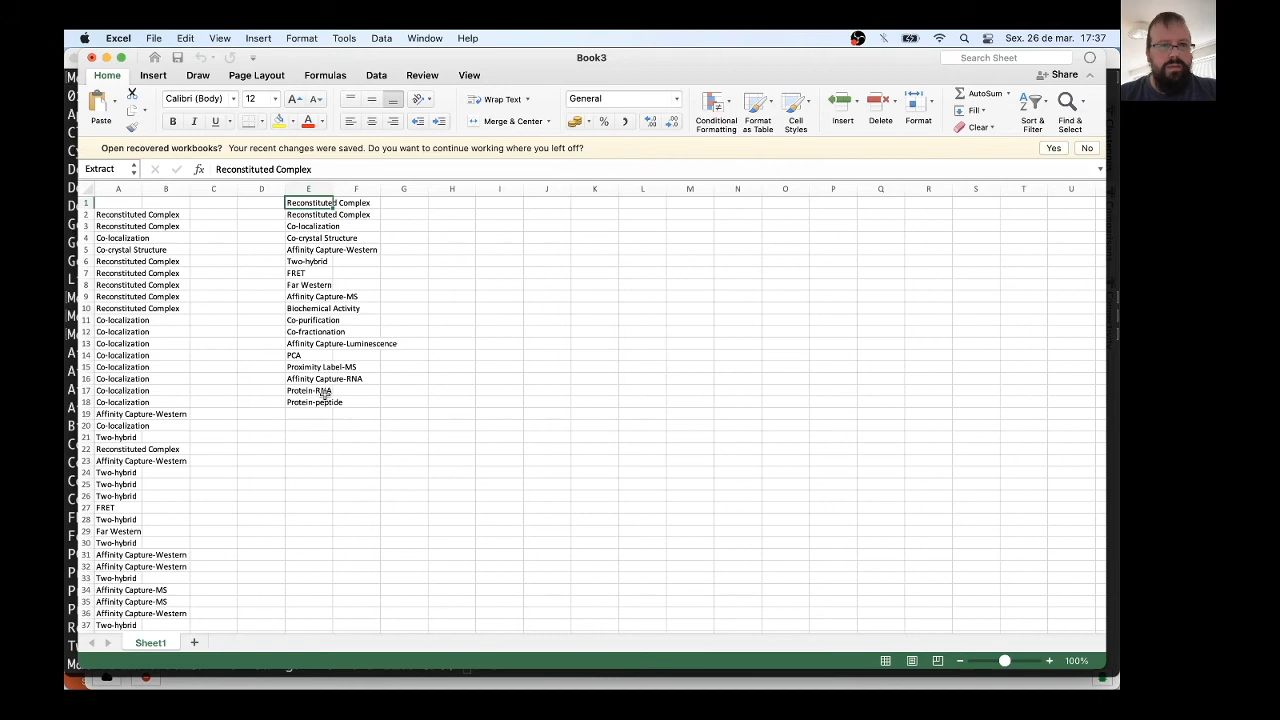 Excel File Edit View Insert Format Tools Data Window Help Sex. 26 de mar. 17:37
Book3
Search Sheet
Home Insert Draw Page Layout Formulas Data Review View
Share
Paste
Calibri (Body) 12
B I U
Wrap Text
Merge & Center
General
Conditional Formatting
Format as Table
Cell Styles
Insert
Delete
Format
AutoSum
Fill
Clear
Sort & Filter
Find & Select
Open recovered workbooks? Your recent changes were saved. Do you want to continue working where you left off? Yes No
Extract fx Reconstituted Complex
A B C D E F G H I J K L M N O P Q R S T U
1 Reconstituted Complex
2 Reconstituted Complex Reconstituted Complex
3 Reconstituted Complex Co-localization
4 Co-localization Co-crystal Structure
5 Co-crystal Structure Affinity Capture-Western
6 Reconstituted Complex Two-hybrid
7 Reconstituted Complex FRET
8 Reconstituted Complex Far Western
9 Reconstituted Complex Affinity Capture-MS
10 Reconstituted Complex Biochemical Activity
11 Co-localization Co-purification
12 Co-localization Co-fractionation
13 Co-localization Affinity Capture-Luminescence
14 Co-localization PCA
15 Co-localization Proximity Label-MS
16 Co-localization Affinity Capture-RNA
17 Co-localization Protein-RNA
18 Co-localization Protein-peptide
19 Affinity Capture-Western
20 Co-localization
21 Two-hybrid
22 Reconstituted Complex
23 Affinity Capture-Western
24 Two-hybrid
25 Two-hybrid
26 Two-hybrid
27 FRET
28 Two-hybrid
29 Far Western
30 Two-hybrid
31 Affinity Capture-Western
32 Affinity Capture-Western
33 Two-hybrid
34 Affinity Capture-MS
35 Affinity Capture-MS
36 Affinity Capture-Western
37 Two-hybrid
Sheet1
100%